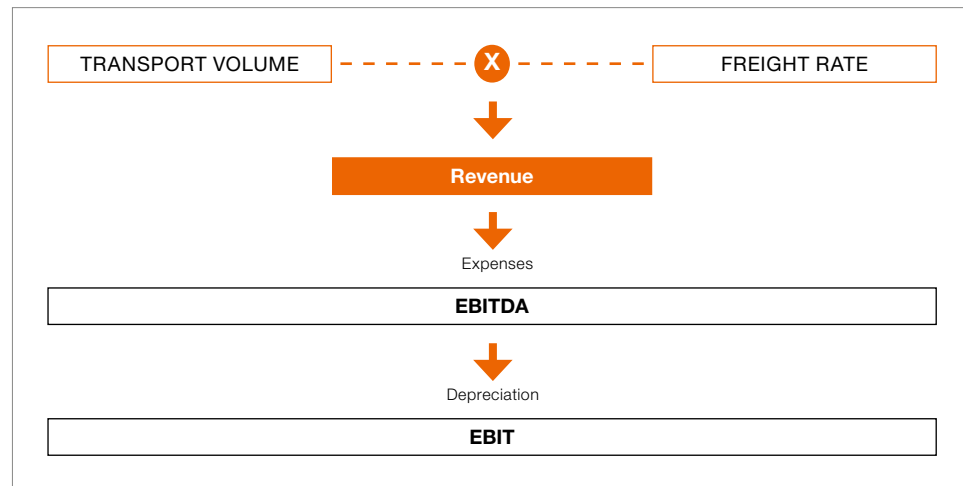 TRANSPORT VOLUME X FREIGHT RATE
Revenue
Expenses
EBITDA
Depreciation
EBIT